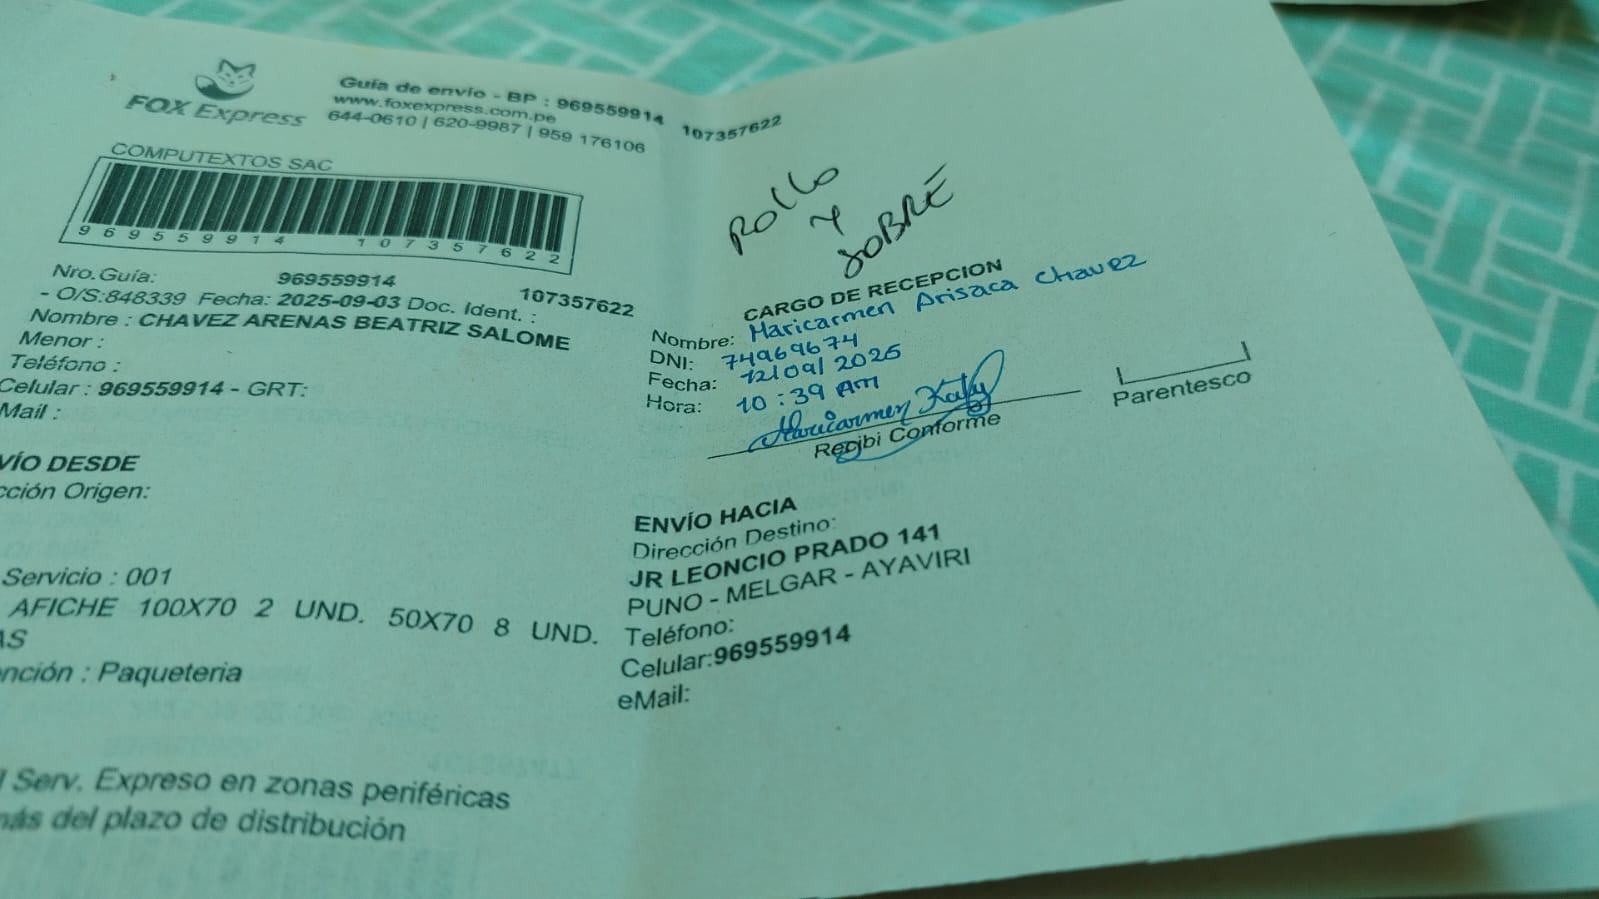 FOX Express
Guía de envío - BP : 969559914 107357622
www.foxexpress.com.pe
644-0610 | 620-9987 | 959 176106
COMPUTEXTOS SAC
969559914 107357622
Nro.Guía: 969559914 107357622
- O/S:848339 Fecha: 2025-09-03 Doc. Ident. :
Nombre : CHAVEZ ARENAS BEATRIZ SALOME
Menor :
Teléfono :
Celular : 969559914 - GRT:
Mail :
VÍO DESDE
cción Origen:
Servicio : 001
AFICHE 100X70 2 UND. 50X70 8 UND.
AS
nción : Paqueteria
Serv. Expreso en zonas periféricas
más del plazo de distribución
Rollo
Y
SOBRE
CARGO DE RECEPCION
Nombre: Maricarmen Arisaca Chavez
DNI: 74969674
Fecha: 12/09/2025
Hora: 10:39 Am
Maricarmen Katy
Recibi Conforme
Parentesco
ENVÍO HACIA
Dirección Destino:
JR LEONCIO PRADO 141
PUNO - MELGAR - AYAVIRI
Teléfono:
Celular:969559914
eMail: